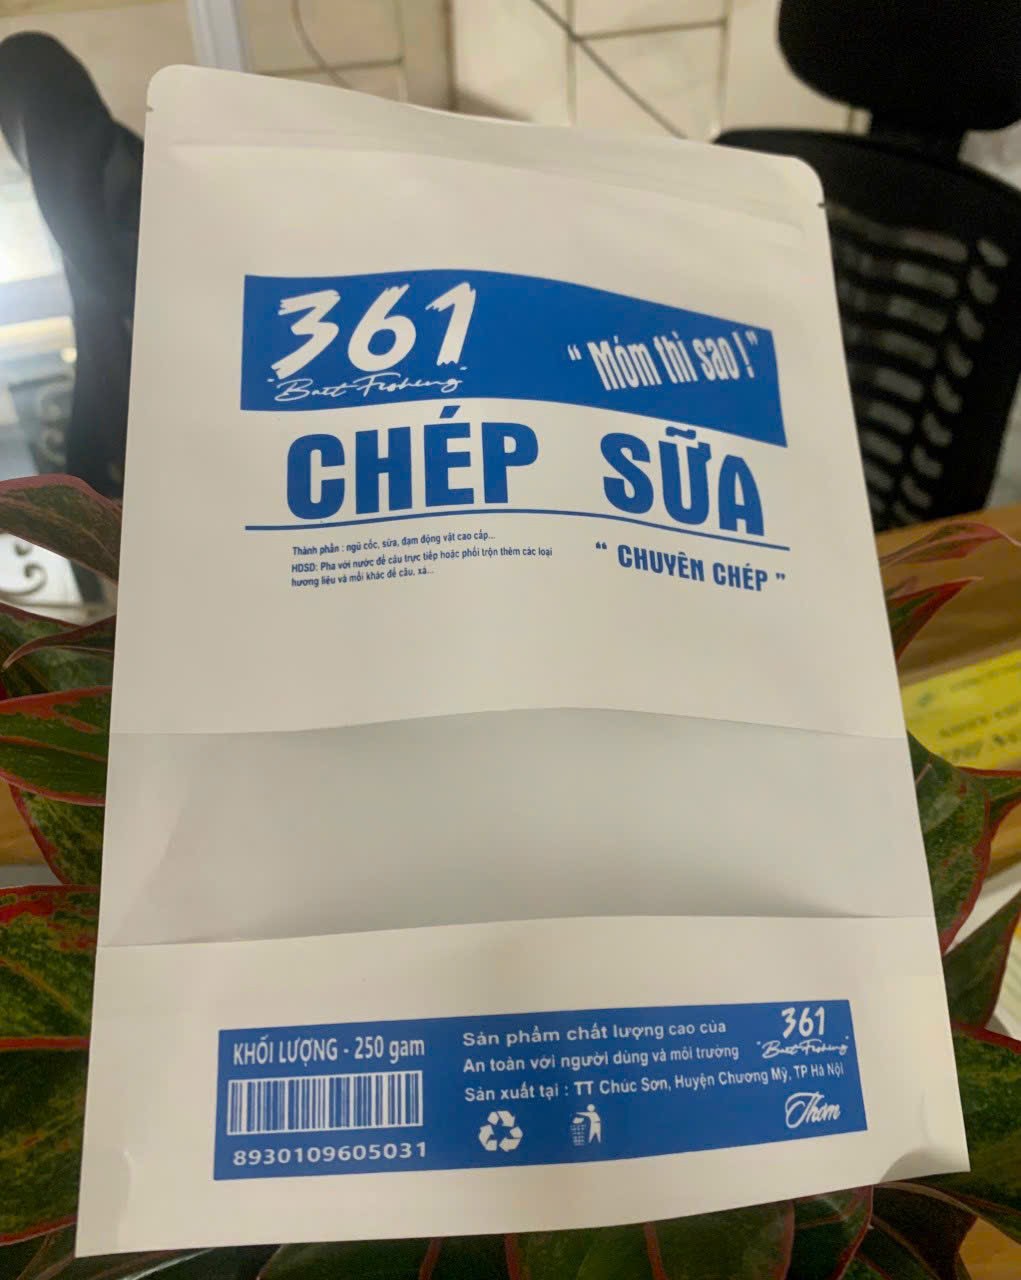 361
"Bait Fishing"
"Móm thì sao!"
CHÉP SỮA
Thành phần : ngũ cốc, sữa, đạm động vật cao cấp...
HDSD: Pha với nước để câu trực tiếp hoặc phối trộn thêm các loại
hương liệu và mồi khác để câu, xả...
"CHUYÊN CHÉP"
KHỐI LƯỢNG - 250 gam
8930109605031
Sản phẩm chất lượng cao của
An toàn với người dùng và môi trường
Sản xuất tại : TT Chúc Sơn, Huyện Chương Mỹ, TP Hà Nội
361
"Bait Fishing"
Thơm